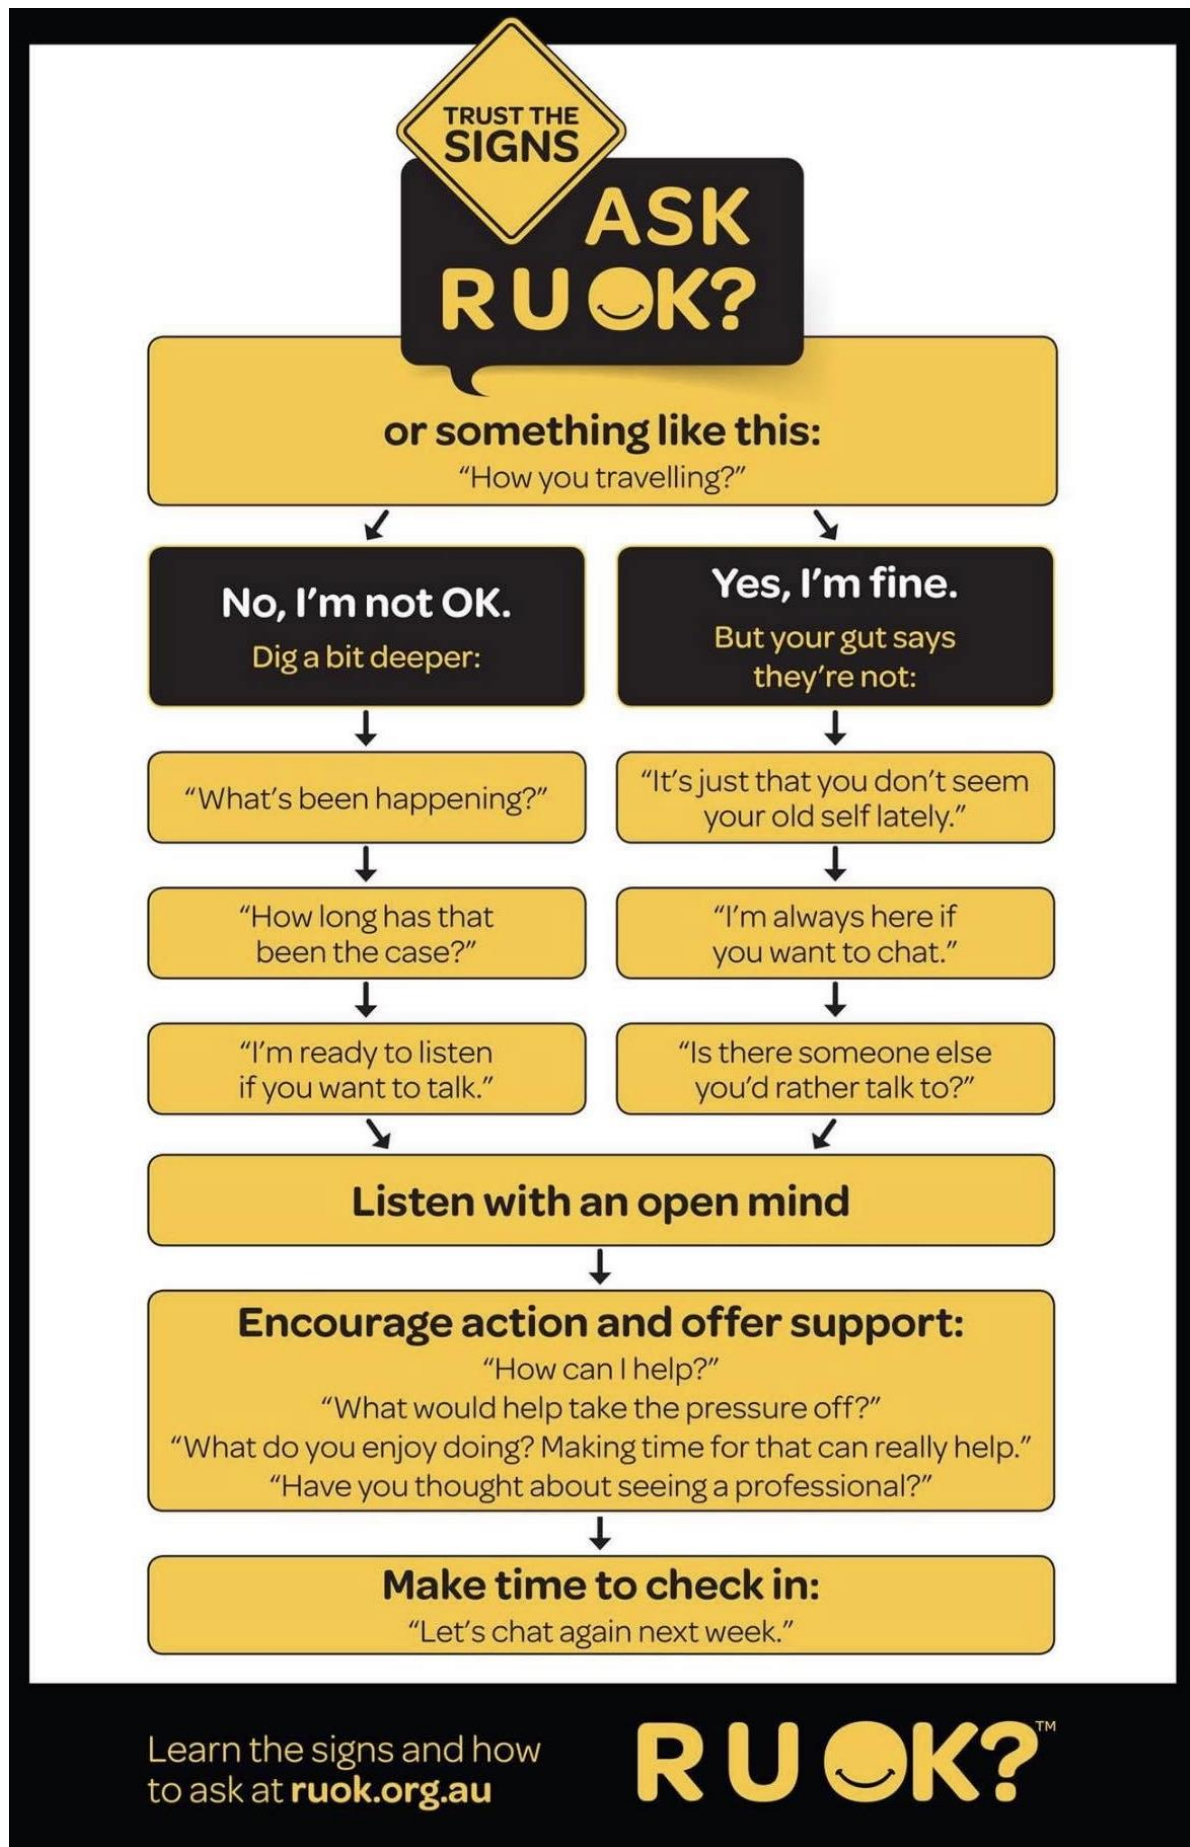 TRUST THE
SIGNS
ASK
R U OK?
or something like this:
“How you travelling?”
No, I’m not OK.
Dig a bit deeper:
“What’s been happening?”
“How long has that
been the case?”
“I’m ready to listen
if you want to talk.”
Yes, I’m fine.
But your gut says
they’re not:
“It’s just that you don’t seem
your old self lately.”
“I’m always here if
you want to chat.”
“Is there someone else
you’d rather talk to?”
Listen with an open mind
Encourage action and offer support:
“How can I help?”
“What would help take the pressure off?”
“What do you enjoy doing? Making time for that can really help.”
“Have you thought about seeing a professional?”
Make time to check in:
“Let’s chat again next week.”
Learn the signs and how
to ask at ruok.org.au
R U OK?™